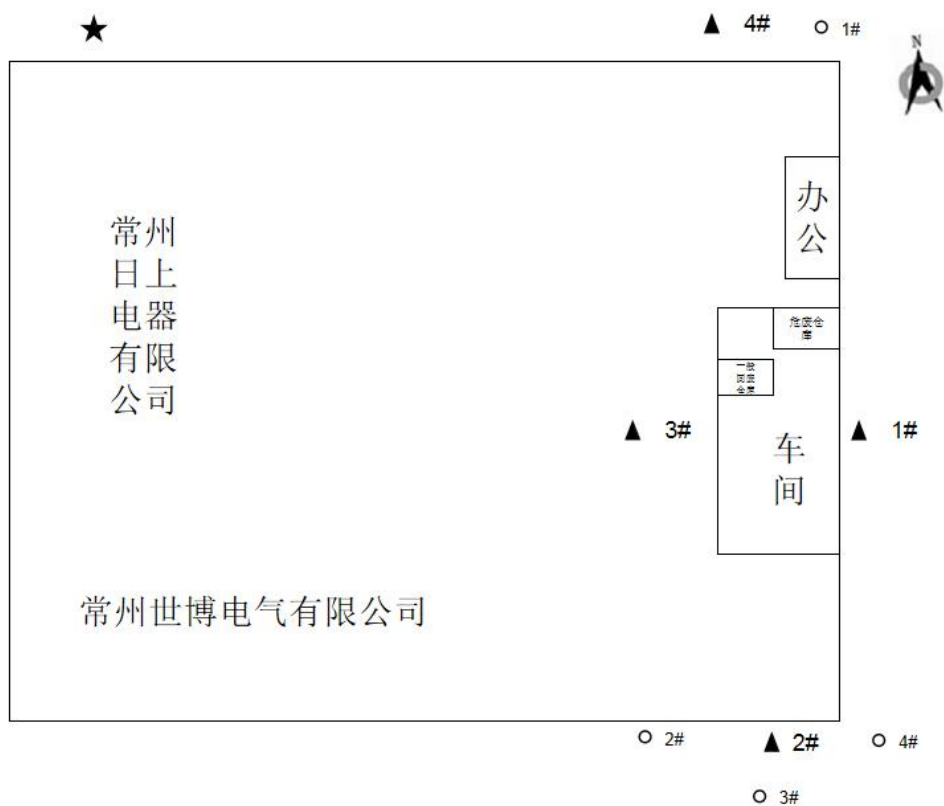 4#
1#
N
办
公
常州
日上
电器
有限
公司
危废仓
库
一般
固废
仓库
3#
1#
车
间
常州世博电气有限公司
2#
2#
4#
3#